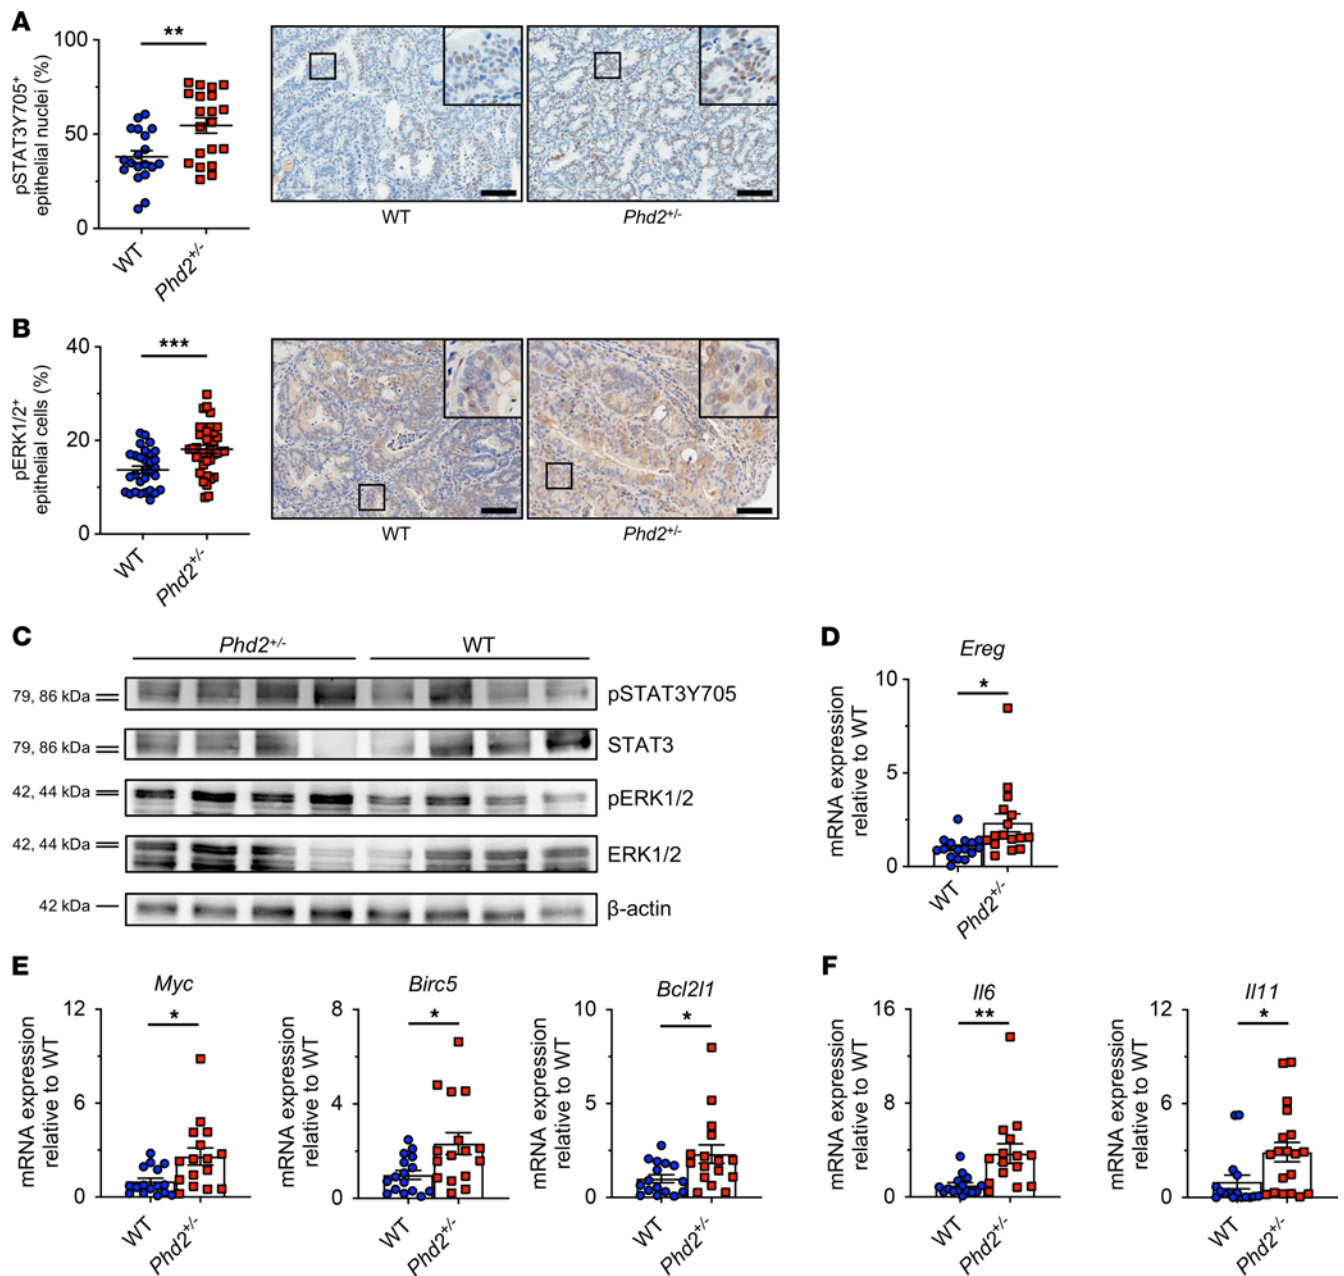 A
pSTAT3Y705+
epithelial nuclei (%)
100
50
0
**
WT
Phd2+/-
WT
Phd2+/-
B
pERK1/2+
epithelial cells (%)
40
20
0
***
WT
Phd2+/-
WT
Phd2+/-
C
Phd2+/-
WT
79, 86 kDa
pSTAT3Y705
79, 86 kDa
STAT3
42, 44 kDa
pERK1/2
42, 44 kDa
ERK1/2
42 kDa
β-actin
D
Ereg
mRNA expression
relative to WT
10
5
0
*
WT
Phd2+/-
E
Myc
mRNA expression
relative to WT
12
6
0
*
WT
Phd2+/-
Birc5
mRNA expression
relative to WT
8
4
0
*
WT
Phd2+/-
Bcl2l1
mRNA expression
relative to WT
10
5
0
*
WT
Phd2+/-
F
Il6
mRNA expression
relative to WT
16
8
0
**
WT
Phd2+/-
Il11
mRNA expression
relative to WT
12
6
0
*
WT
Phd2+/-